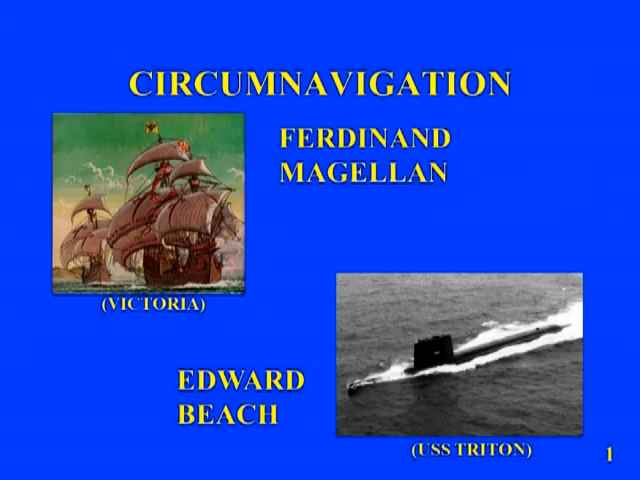 CIRCUMNAVIGATION
FERDINAND
MAGELLAN
(VICTORIA)
EDWARD
BEACH
(USS TRITON)
1